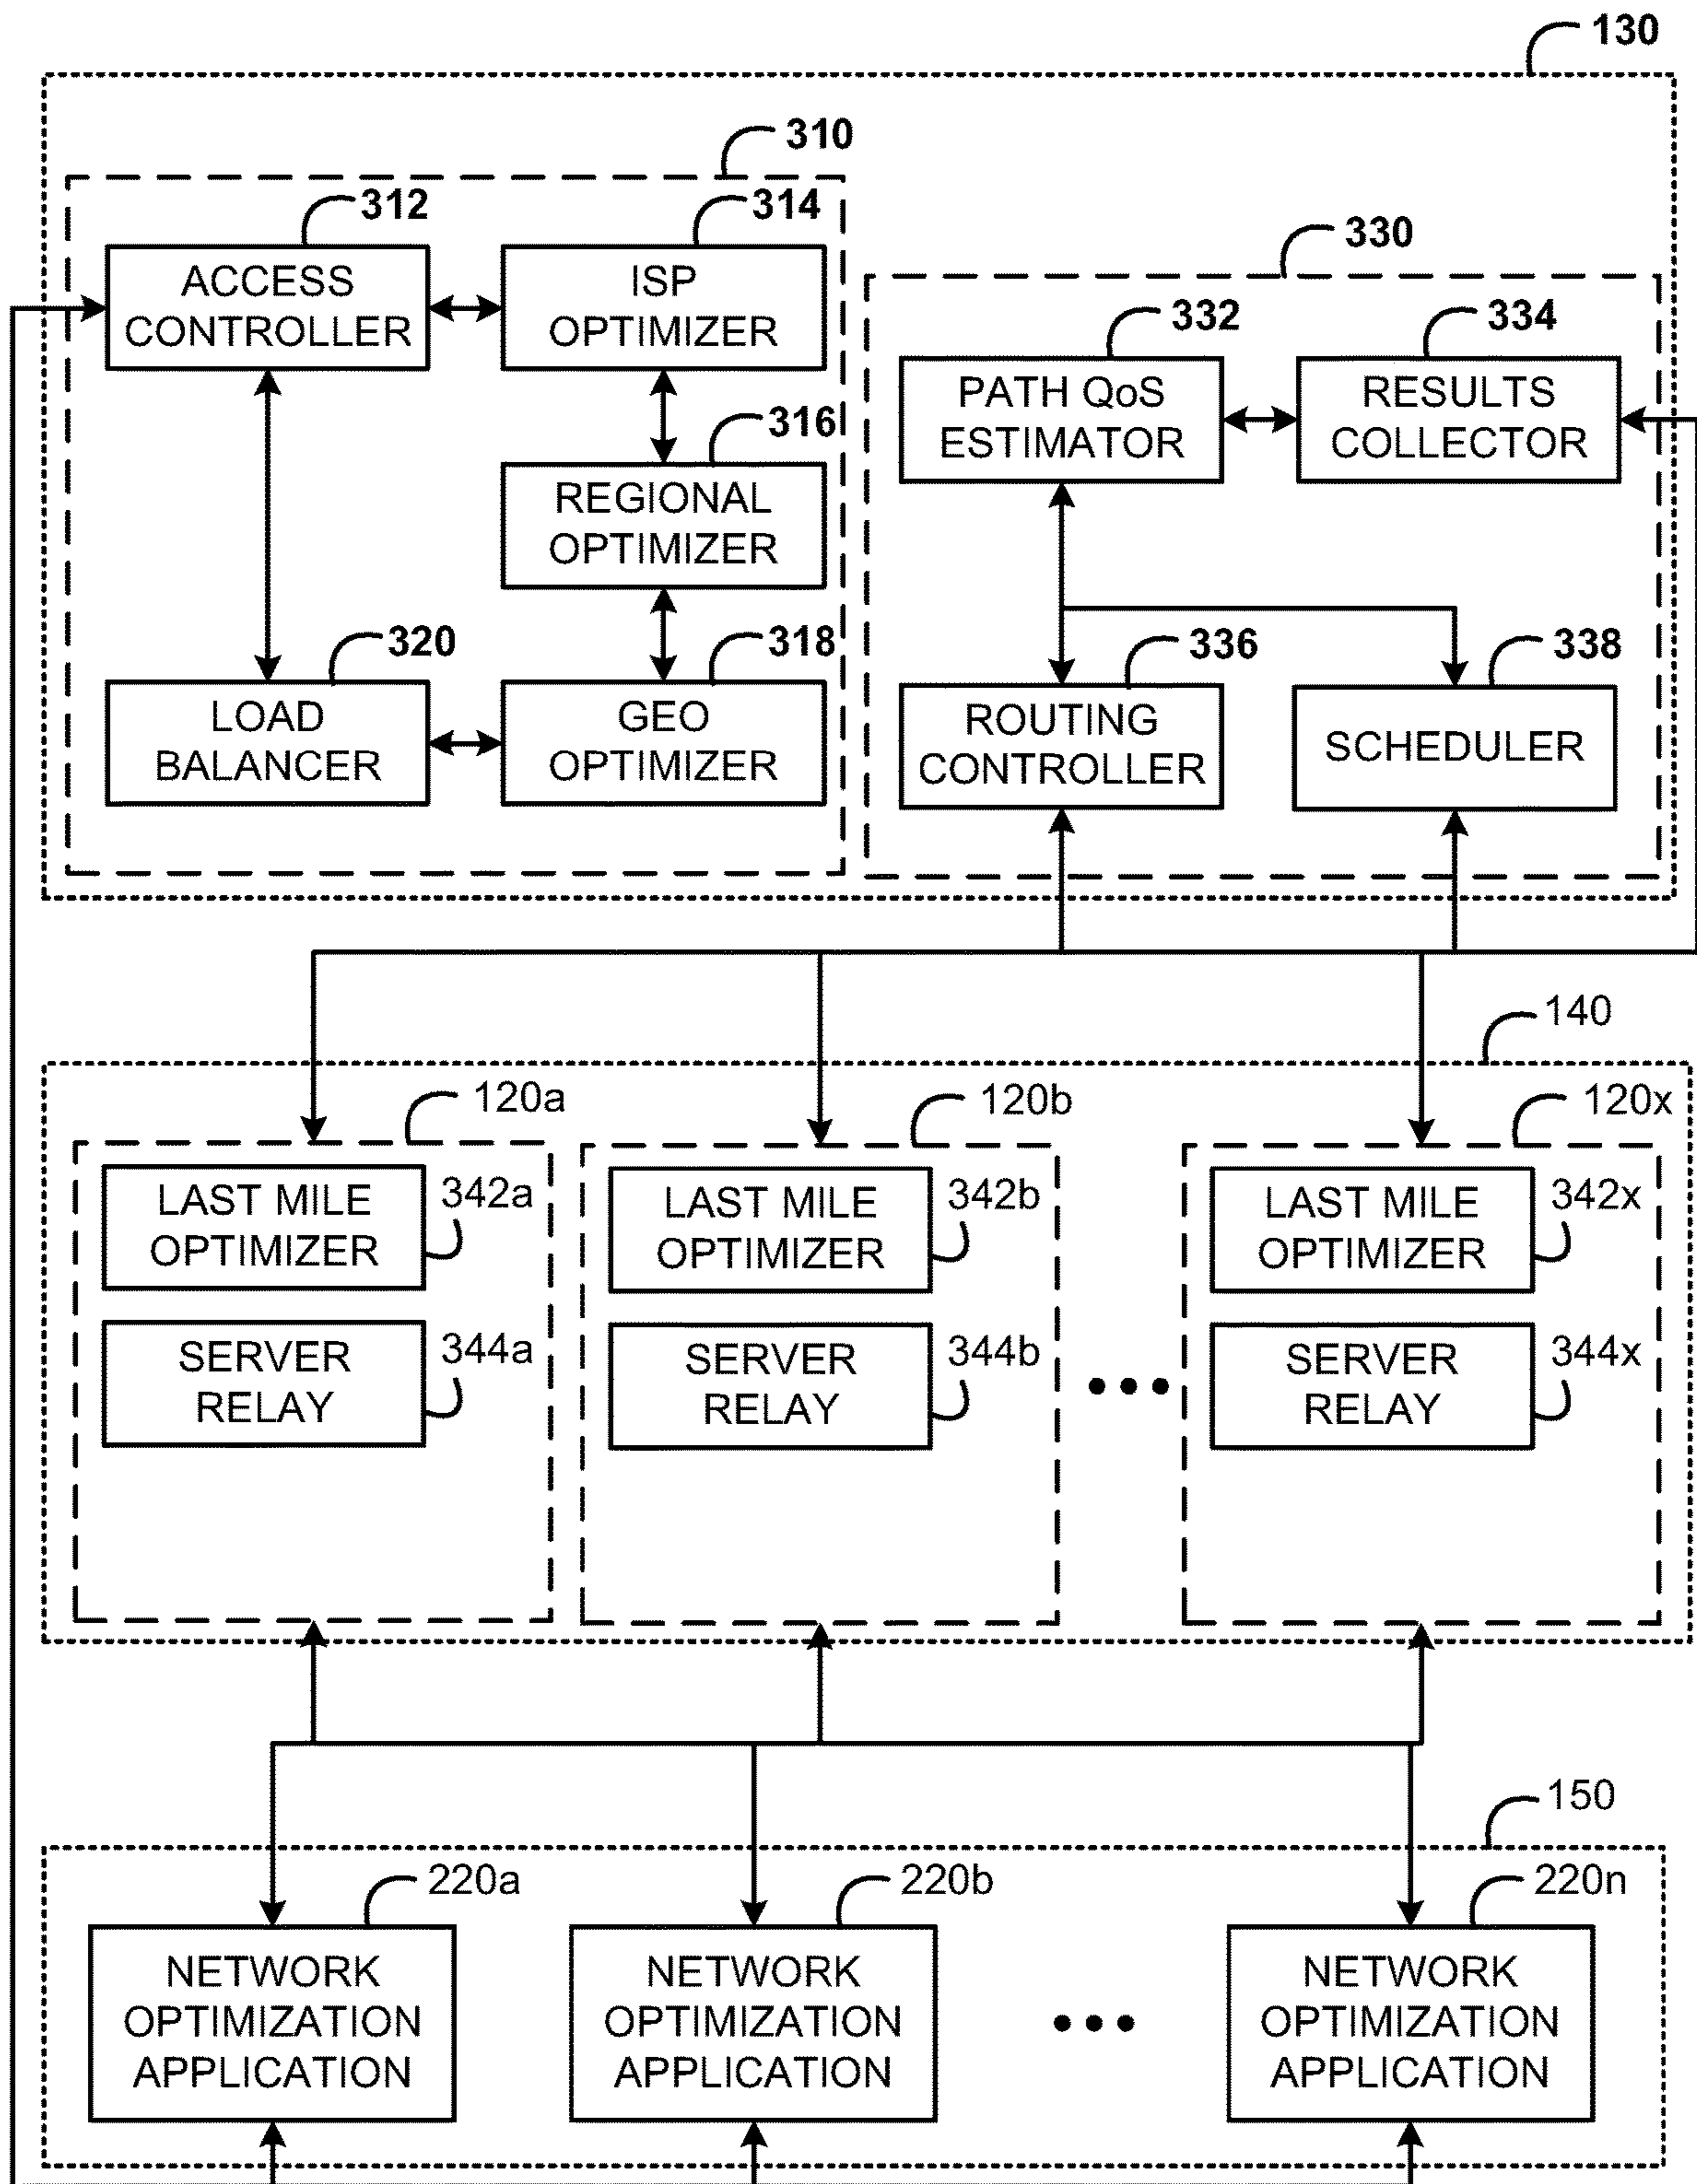 130
310
312
314
ACCESS
CONTROLLER
ISP
OPTIMIZER
316
REGIONAL
OPTIMIZER
320
318
LOAD
BALANCER
GEO
OPTIMIZER
330
332
334
PATH QoS
ESTIMATOR
RESULTS
COLLECTOR
336
338
ROUTING
CONTROLLER
SCHEDULER
140
120a
LAST MILE
OPTIMIZER
342a
SERVER
RELAY
344a
120b
LAST MILE
OPTIMIZER
342b
SERVER
RELAY
344b
120x
LAST MILE
OPTIMIZER
342x
SERVER
RELAY
344x
150
220a
NETWORK
OPTIMIZATION
APPLICATION
220b
NETWORK
OPTIMIZATION
APPLICATION
220n
NETWORK
OPTIMIZATION
APPLICATION